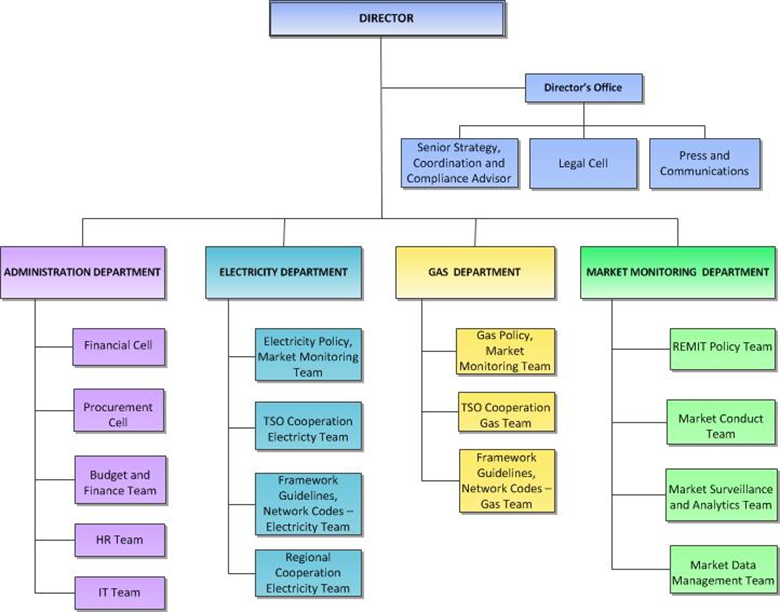 DIRECTOR
Director's Office
Senior Strategy,
Coordination and
Compliance Advisor
Legal Cell
Press and
Communications
ADMINISTRATION DEPARTMENT
ELECTRICITY DEPARTMENT
GAS DEPARTMENT
MARKET MONITORING DEPARTMENT
Financial Cell
Procurement
Cell
Budget and
Finance Team
HR Team
IT Team
Electricity Policy,
Market Monitoring
Team
TSO Cooperation
Electricty Team
Framework
Guidelines,
Network Codes –
Electricity Team
Regional
Cooperation
Electricity Team
Gas Policy,
Market
Monitoring Team
TSO Cooperation
Gas Team
Framework
Guidelines,
Network Codes –
Gas Team
REMIT Policy Team
Market Conduct
Team
Market Surveillance
and Analytics Team
Market Data
Management Team